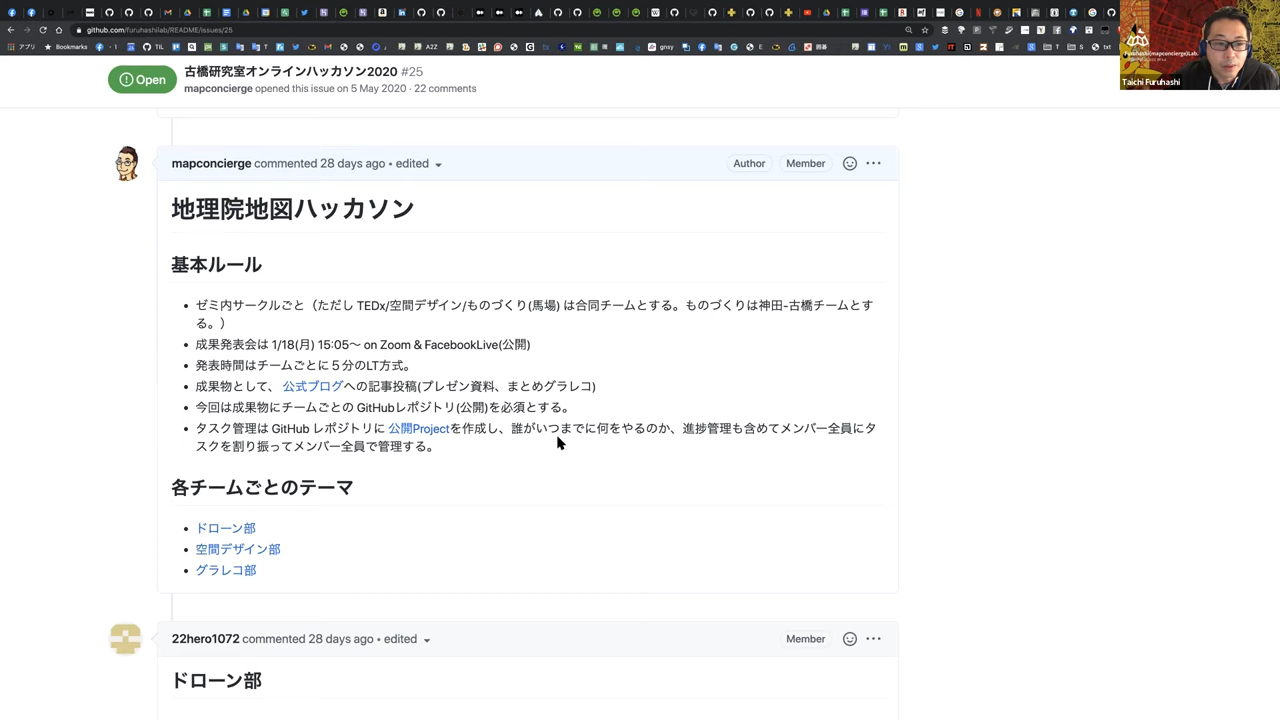 github.com/furuhashilab/README/issues/25
アプリ
Bookmarks
TIL
A2Z
gnsy
Furuhashi(mapconcierge)Lab.
Taichi Furuhashi
Open
古橋研究室オンラインハッカソン2020 #25
mapconcierge opened this issue on 5 May 2020 · 22 comments
mapconcierge commented 28 days ago • edited
Author
Member
地理院地図ハッカソン
基本ルール
ゼミ内サークルごと（ただし TEDx/空間デザイン/ものづくり(馬場) は合同チームとする。ものづくりは神田-古橋チームとす
る。）
成果発表会は 1/18(月) 15:05〜 on Zoom & FacebookLive(公開)
発表時間はチームごとに５分のLT方式。
成果物として、 公式ブログへの記事投稿(プレゼン資料、まとめグラレコ)
今回は成果物にチームごとの GitHubレポジトリ(公開)を必須とする。
タスク管理は GitHub レポジトリに 公開Projectを作成し、誰がいつまでに何をやるのか、進捗管理も含めてメンバー全員にタ
スクを割り振ってメンバー全員で管理する。
各チームごとのテーマ
ドローン部
空間デザイン部
グラレコ部
22hero1072 commented 28 days ago • edited
Member
ドローン部